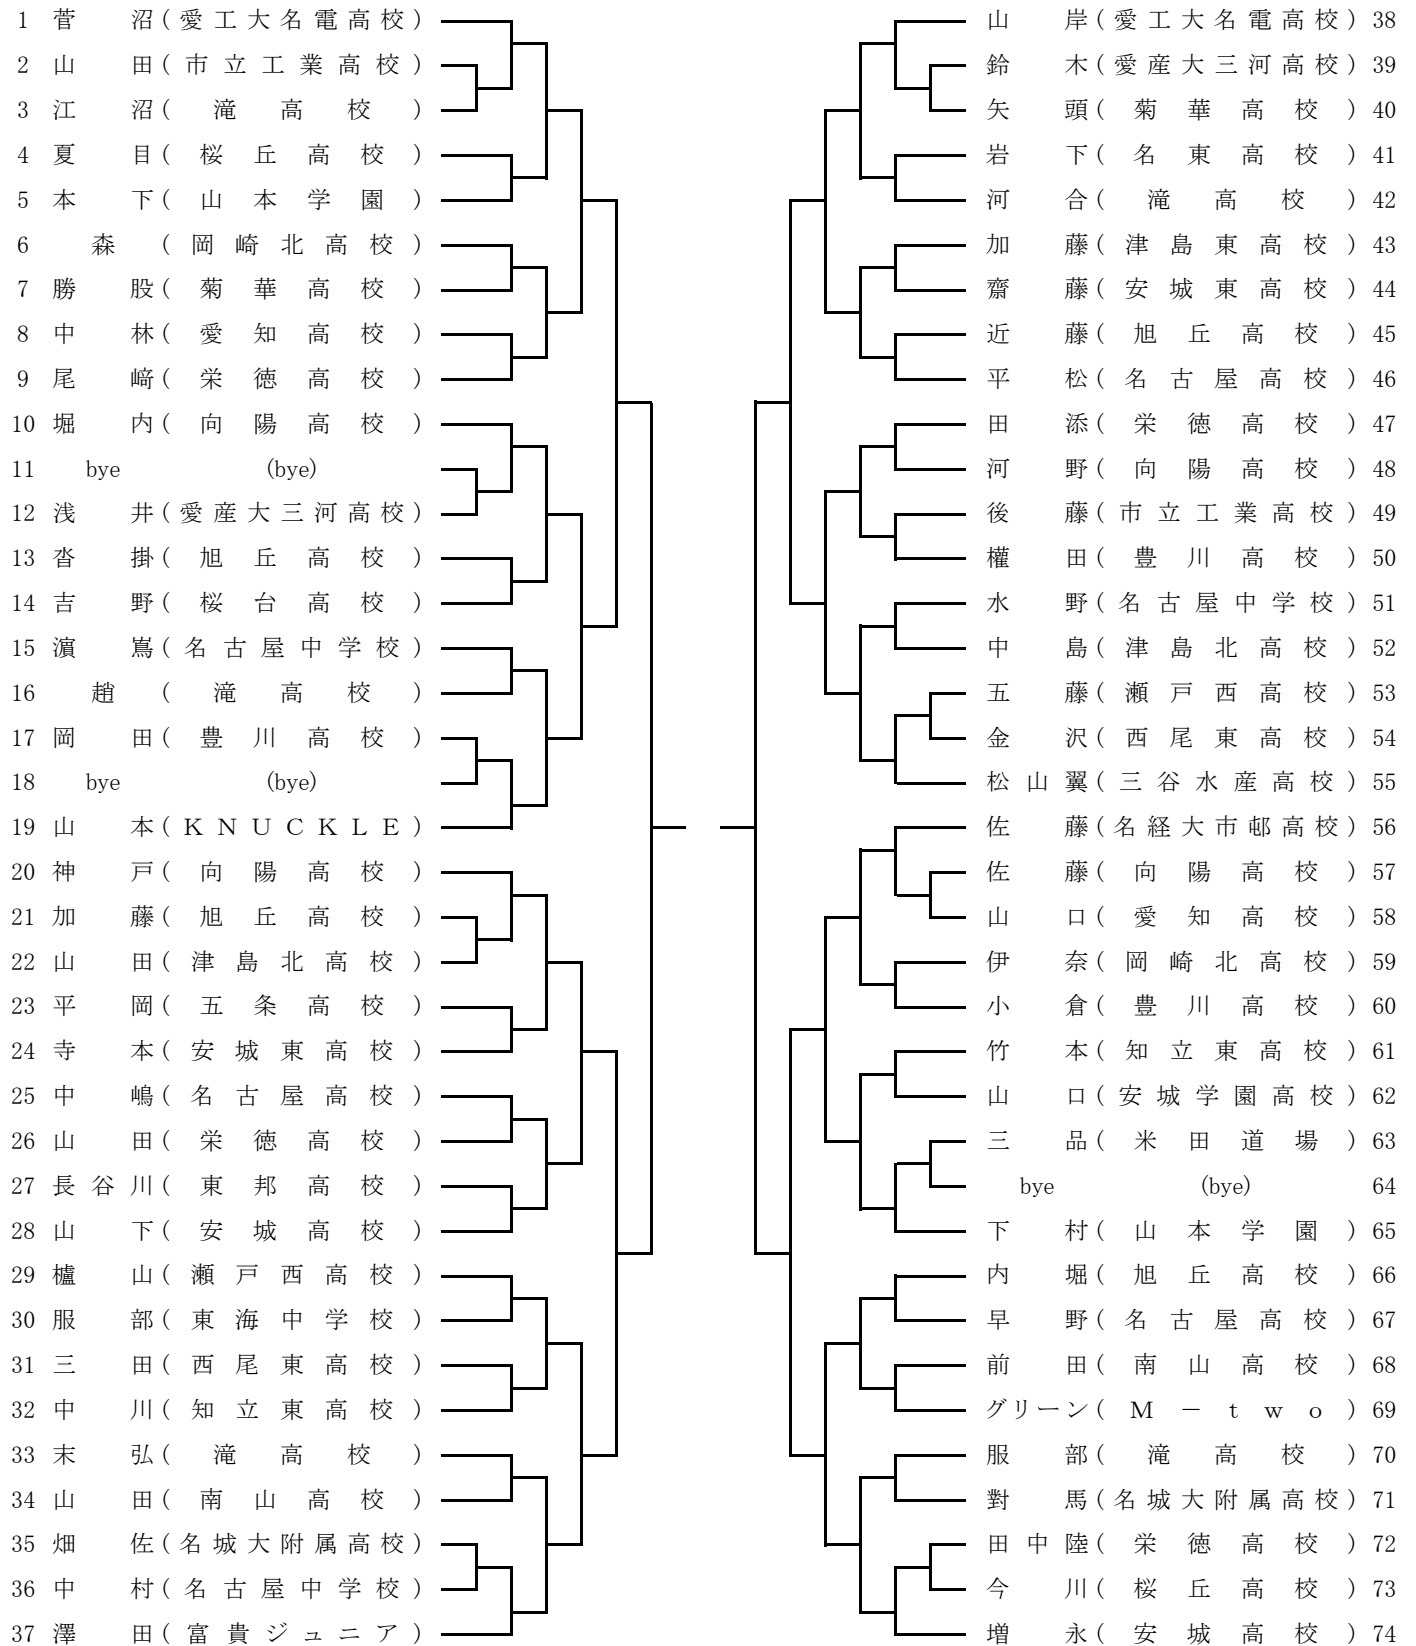 1 菅沼(愛工大名電高校)
2 山田(市立工業高校)
3 江沼(滝高校)
4 夏目(桜丘高校)
5 本下(山本学園)
6 森(岡崎北高校)
7 勝股(菊華高校)
8 中林(愛知高校)
9 尾﨑(栄徳高校)
10 堀内(向陽高校)
11 bye (bye)
12 浅井(愛産大三河高校)
13 沓掛(旭丘高校)
14 吉野(桜台高校)
15 濵嶌(名古屋中学校)
16 趙(滝高校)
17 岡田(豊川高校)
18 bye (bye)
19 山本(KNUCKLE)
20 神戸(向陽高校)
21 加藤(旭丘高校)
22 山田(津島北高校)
23 平岡(五条高校)
24 寺本(安城東高校)
25 中嶋(名古屋高校)
26 山田(栄徳高校)
27 長谷川(東邦高校)
28 山下(安城高校)
29 櫨山(瀬戸西高校)
30 服部(東海中学校)
31 三田(西尾東高校)
32 中川(知立東高校)
33 末弘(滝高校)
34 山田(南山高校)
35 畑佐(名城大附属高校)
36 中村(名古屋中学校)
37 澤田(富貴ジュニア)
山岸(愛工大名電高校) 38
鈴木(愛産大三河高校) 39
矢頭(菊華高校) 40
岩下(名東高校) 41
河合(滝高校) 42
加藤(津島東高校) 43
齋藤(安城東高校) 44
近藤(旭丘高校) 45
平松(名古屋高校) 46
田添(栄徳高校) 47
河野(向陽高校) 48
後藤(市立工業高校) 49
權田(豊川高校) 50
水野(名古屋中学校) 51
中島(津島北高校) 52
五藤(瀬戸西高校) 53
金沢(西尾東高校) 54
松山翼(三谷水産高校) 55
佐藤(名経大市邨高校) 56
佐藤(向陽高校) 57
山口(愛知高校) 58
伊奈(岡崎北高校) 59
小倉(豊川高校) 60
竹本(知立東高校) 61
山口(安城学園高校) 62
三品(米田道場) 63
bye (bye) 64
下村(山本学園) 65
内堀(旭丘高校) 66
早野(名古屋高校) 67
前田(南山高校) 68
グリーン(M－two) 69
服部(滝高校) 70
對馬(名城大附属高校) 71
田中陸(栄徳高校) 72
今川(桜丘高校) 73
増永(安城高校) 74